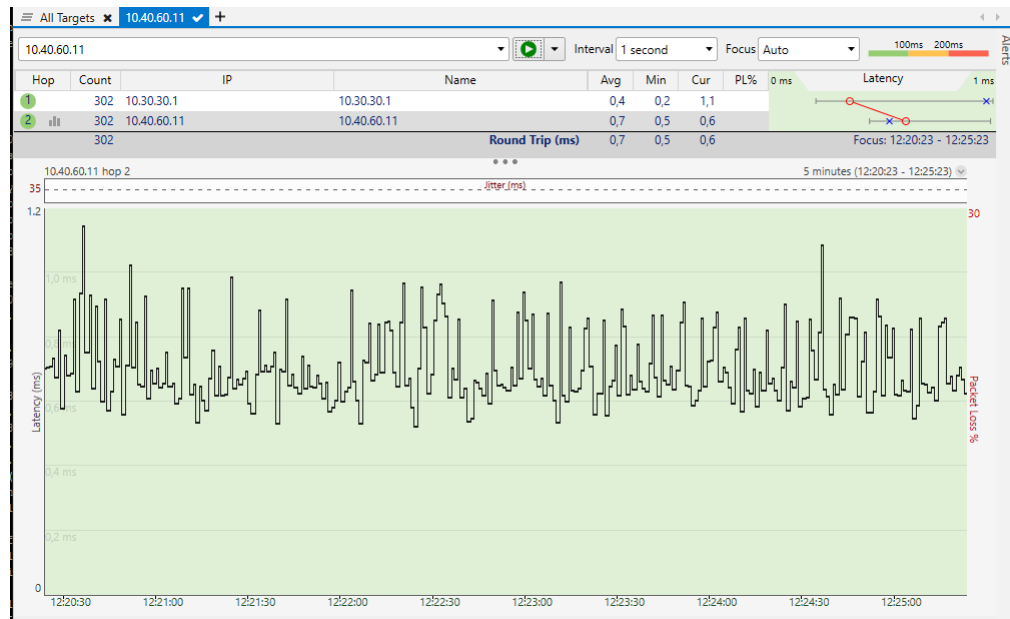 All Targets 10.40.60.11
10.40.60.11 Interval 1 second Focus Auto 100ms 200ms
Alerts
Hop Count IP Name Avg Min Cur PL% 0 ms Latency 1 ms
1 302 10.30.30.1 10.30.30.1 0,4 0,2 1,1
2 302 10.40.60.11 10.40.60.11 0,7 0,5 0,6
302 Round Trip (ms) 0,7 0,5 0,6 Focus: 12:20:23 - 12:25:23
10.40.60.11 hop 2 5 minutes (12:20:23 - 12:25:23)
35 Jitter (ms)
1.2 30
1,0 ms
0,8 ms
Latency (ms)
Packet Loss %
0,6 ms
0,4 ms
0,2 ms
0
12:20:30 12:21:00 12:21:30 12:22:00 12:22:30 12:23:00 12:23:30 12:24:00 12:24:30 12:25:00